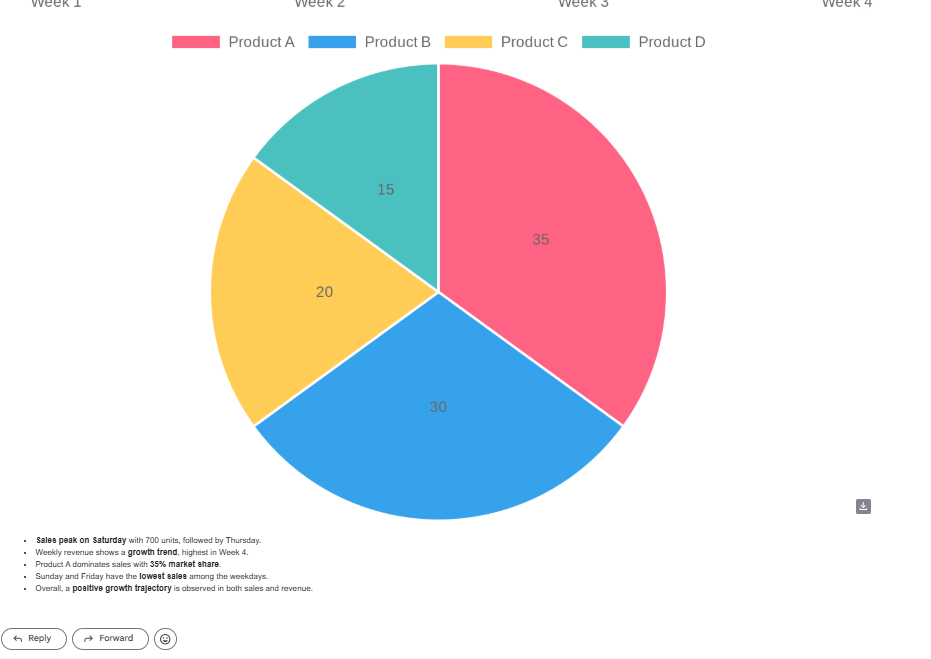 Week 1 Week 2 Week 3 Week 4
Product A Product B Product C Product D
15
35
20
30
Sales peak on Saturday with 700 units, followed by Thursday.
Weekly revenue shows a growth trend, highest in Week 4.
Product A dominates sales with 35% market share.
Sunday and Friday have the lowest sales among the weekdays.
Overall, a positive growth trajectory is observed in both sales and revenue.
Reply Forward